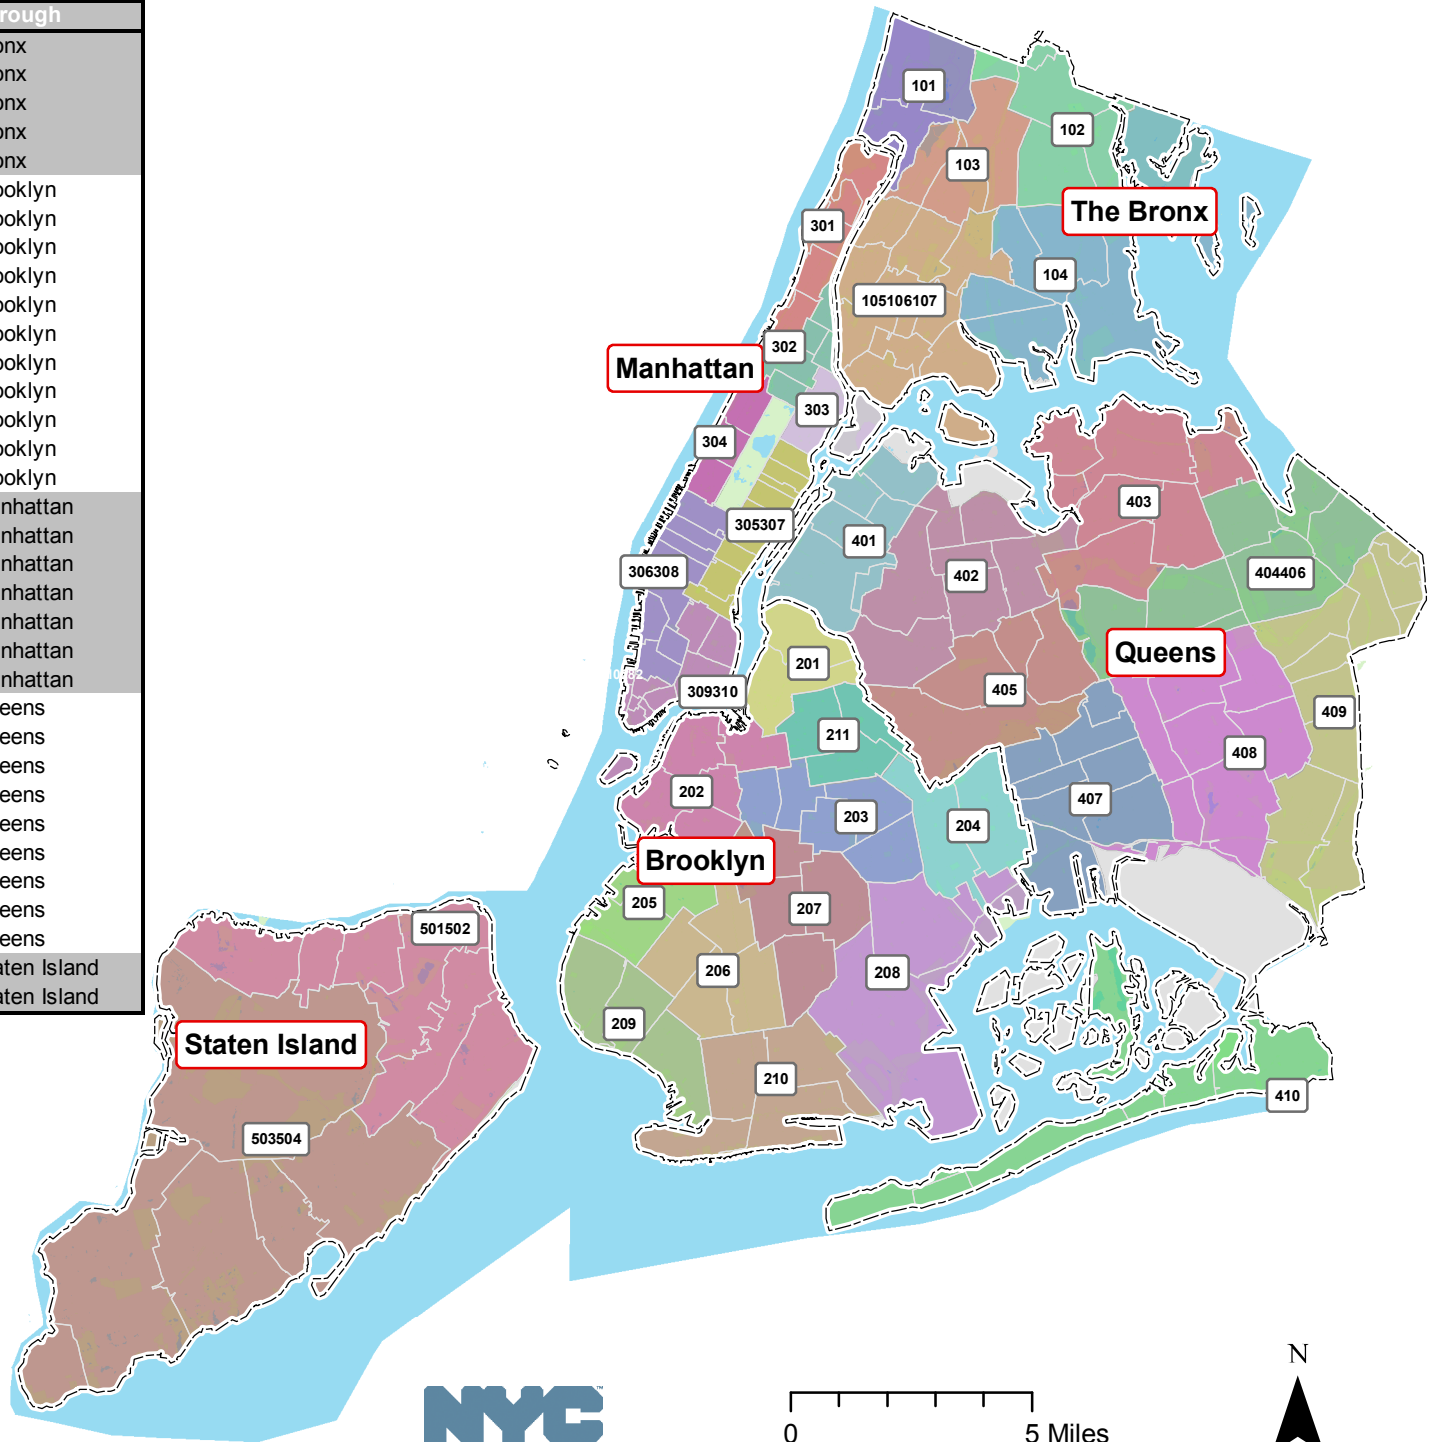 rough
onx
onx
onx
onx
onx
ooklyn
ooklyn
ooklyn
ooklyn
ooklyn
ooklyn
ooklyn
ooklyn
ooklyn
ooklyn
ooklyn
nhattan
nhattan
nhattan
nhattan
nhattan
nhattan
nhattan
eens
eens
eens
eens
eens
eens
eens
eens
eens
aten Island
aten Island
101
102
103
The Bronx
301
104
105106107
302
Manhattan
303
304
403
305307
401
306308
402
404406
Queens
201
405
309310
409
211
408
202
407
203
204
Brooklyn
205
207
501502
206
208
209
Staten Island
210
410
503504
N
NYC
0
5 Miles